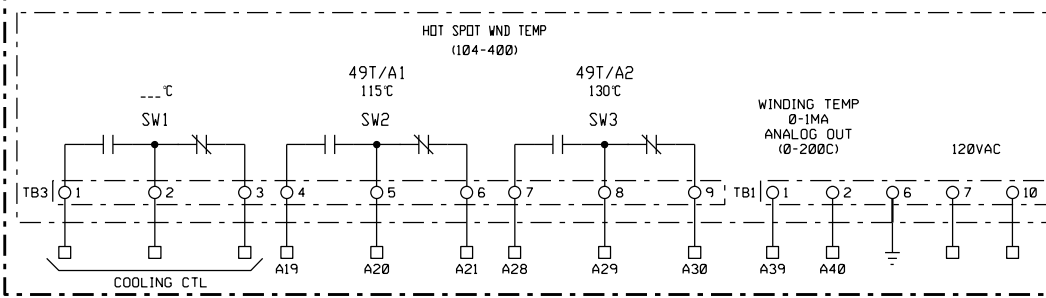 HOT SPOT WND TEMP
(104-400)
___°C
SW1
49T/A1
115°C
SW2
49T/A2
130°C
SW3
WINDING TEMP
0-1MA
ANALOG OUT
(0-200C)
120VAC
TB3 1 2 3 4 5 6 7 8 9 TB1 1 2 6 7 10
A19 A20 A21 A28 A29 A30 A39 A40
COOLING CTL